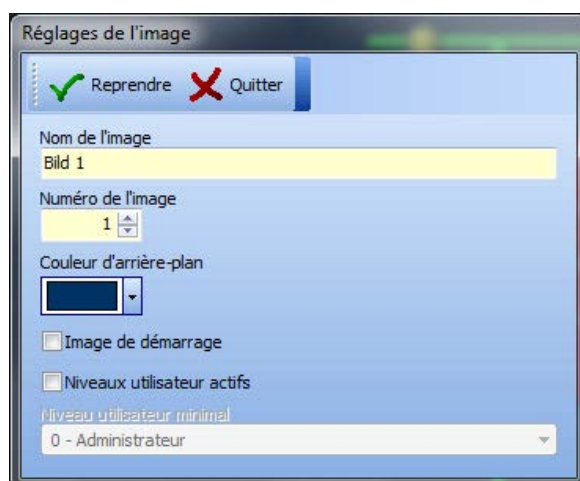 Réglages de l'image
Reprendre Quitter
Nom de l'image
Bild 1
Numéro de l'image
1
Couleur d'arrière-plan
Image de démarrage
Niveaux utilisateur actifs
Niveau utilisateur minimal
0 - Administrateur